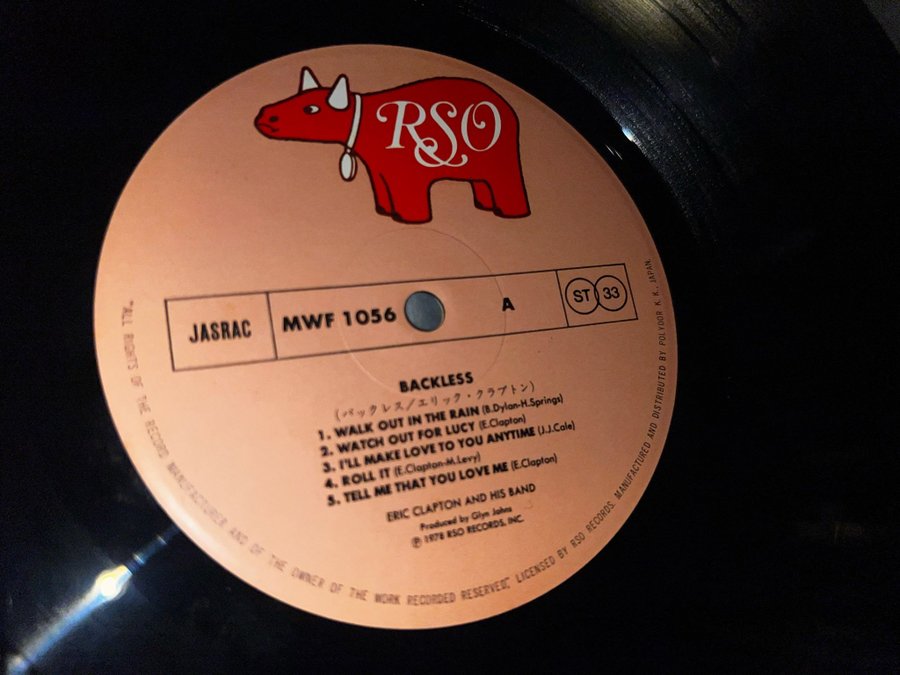 RSO
JASRAC
MWF 1056
A
ST 33
BACKLESS
(バックレス/エリック・クラプトン)
1. WALK OUT IN THE RAIN (B.Dylan-H.Springs)
2. WATCH OUT FOR LUCY (E.Clapton)
3. I'LL MAKE LOVE TO YOU ANYTIME (J.J.Cale)
4. ROLL IT (E.Clapton-M.Levy)
5. TELL ME THAT YOU LOVE ME (E.Clapton)
ERIC CLAPTON AND HIS BAND
Produced by Glyn Johns
℗ 1978 RSO RECORDS, INC.
"ALL RIGHTS OF THE RECORD MANUFACTURER AND OF THE OWNER OF THE WORK RECORDED RESERVED". LICENSED BY RSO RECORDS. MANUFACTURED AND DISTRIBUTED BY POLYDOR K. K., JAPAN.